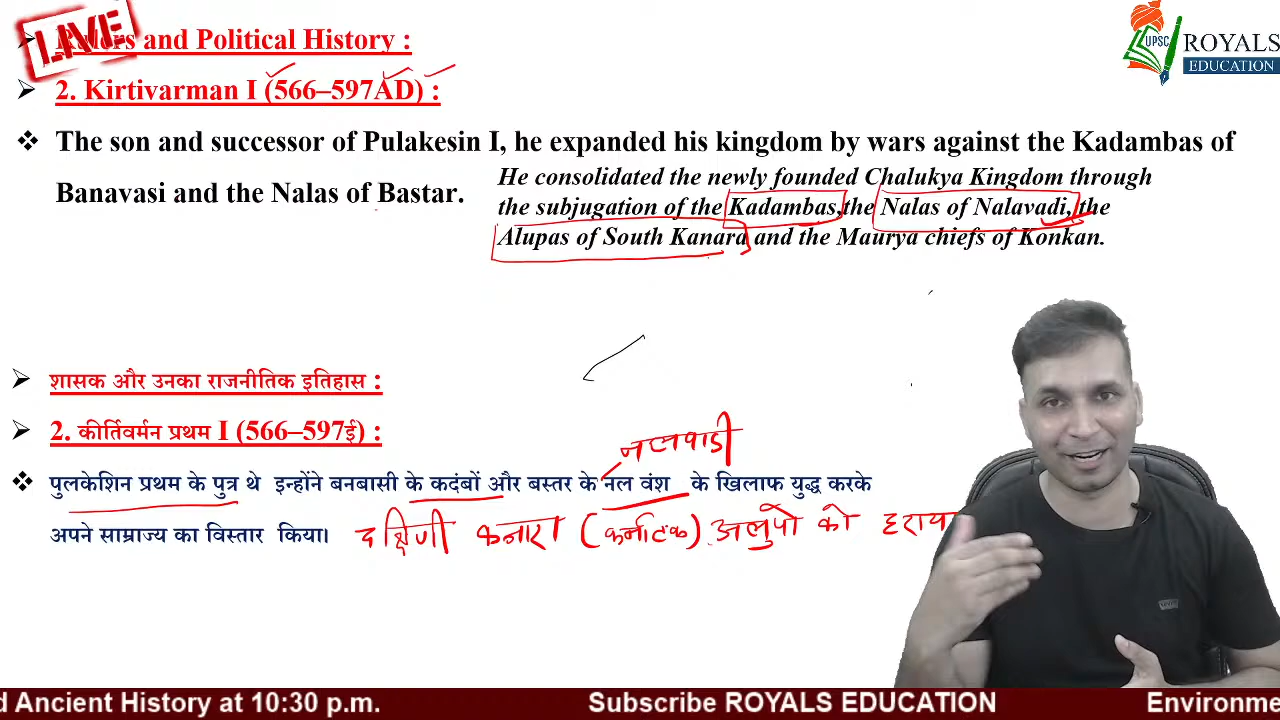 LIVE
Rulers and Political History :
UPSC ROYALS
EDUCATION
2. Kirtivarman I (566–597AD) :
The son and successor of Pulakesin I, he expanded his kingdom by wars against the Kadambas of
Banavasi and the Nalas of Bastar.
He consolidated the newly founded Chalukya Kingdom through
the subjugation of the Kadambas, the Nalas of Nalavadi, the
Alupas of South Kanara and the Maurya chiefs of Konkan.
शासक और उनका राजनीतिक इतिहास :
2. कीर्तिवर्मन प्रथम I (566–597ई) :
नलवाडी
पुलकेशिन प्रथम के पुत्र थे इन्होंने बनबासी के कदंबों और बस्तर के नल वंश के खिलाफ युद्ध करके
अपने साम्राज्य का विस्तार किया।
दक्षिणी कनारा (कर्नाटक) अलुपो को हराया
d Ancient History at 10:30 p.m. Subscribe ROYALS EDUCATION Environme